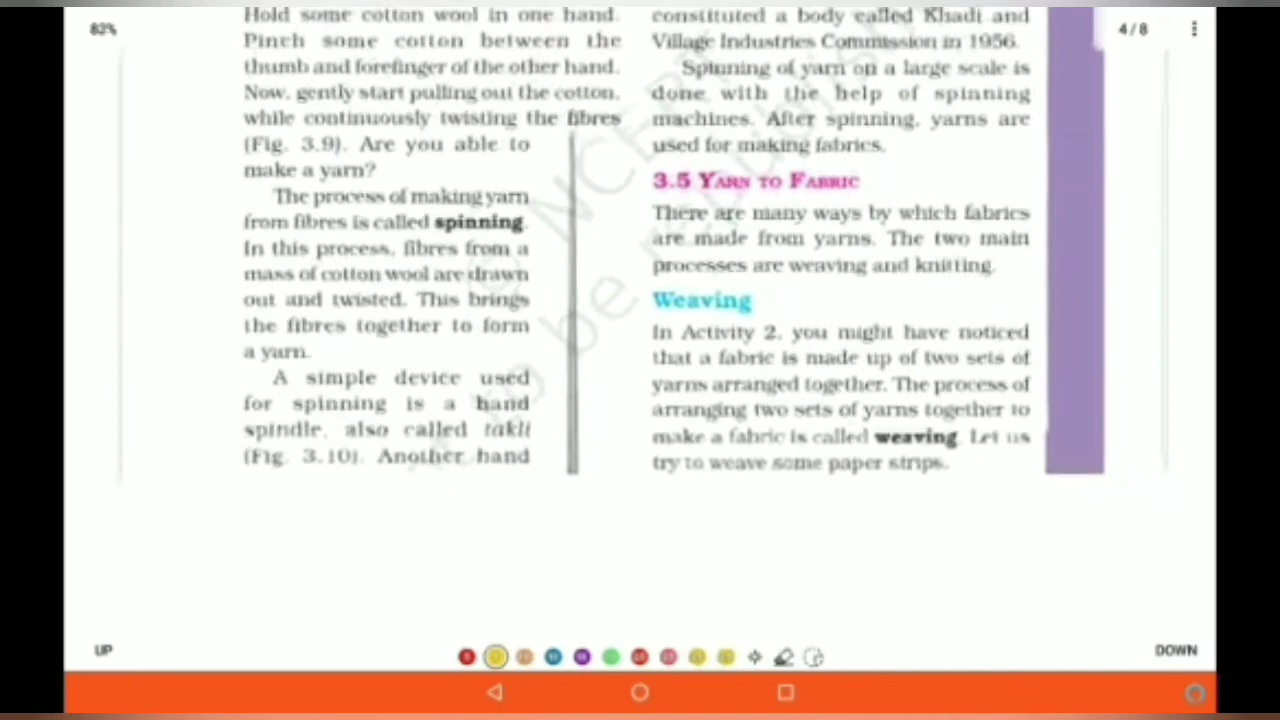 82%
4/8
Hold some cotton wool in one hand.
Pinch some cotton between the
thumb and forefinger of the other hand.
Now, gently start pulling out the cotton,
while continuously twisting the fibres
(Fig. 3.9). Are you able to
make a yarn?
The process of making yarn
from fibres is called spinning.
In this process, fibres from a
mass of cotton wool are drawn
out and twisted. This brings
the fibres together to form
a yarn.
A simple device used
for spinning is a hand
spindle, also called takli
(Fig. 3.10). Another hand
constituted a body called Khadi and
Village Industries Commission in 1956.
Spinning of yarn on a large scale is
done with the help of spinning
machines. After spinning, yarns are
used for making fabrics.
3.5 YARN TO FABRIC
There are many ways by which fabrics
are made from yarns. The two main
processes are weaving and knitting.
Weaving
In Activity 2, you might have noticed
that a fabric is made up of two sets of
yarns arranged together. The process of
arranging two sets of yarns together to
make a fabric is called weaving. Let us
try to weave some paper strips.
UP
DOWN